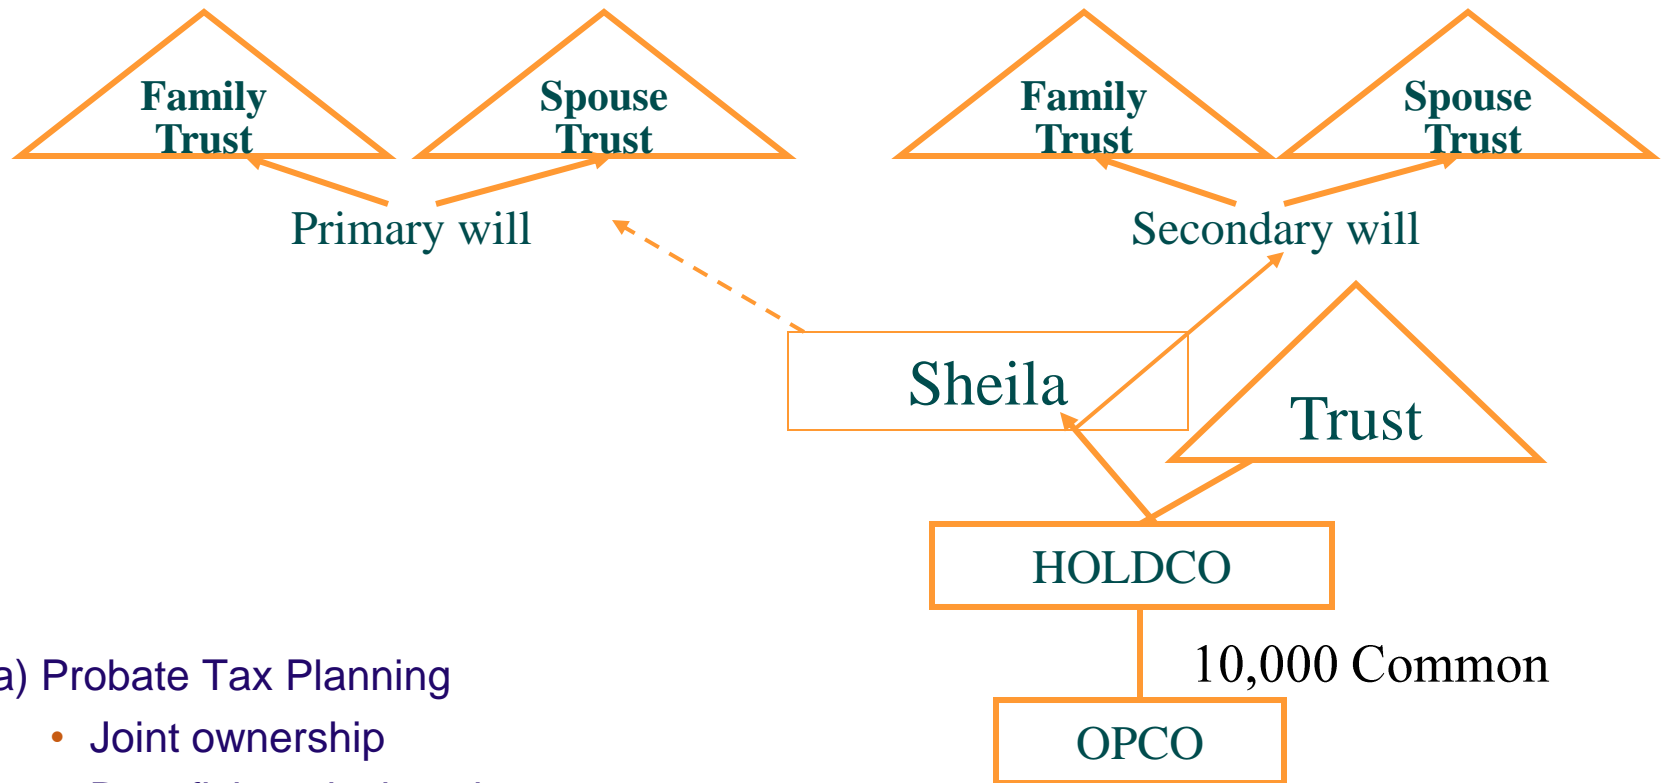 Family
Trust
Spouse
Trust
Family
Trust
Spouse
Trust
Primary will
Secondary will
Sheila
Trust
HOLDCO
10,000 Common
a) Probate Tax Planning
• Joint ownership
OPCO